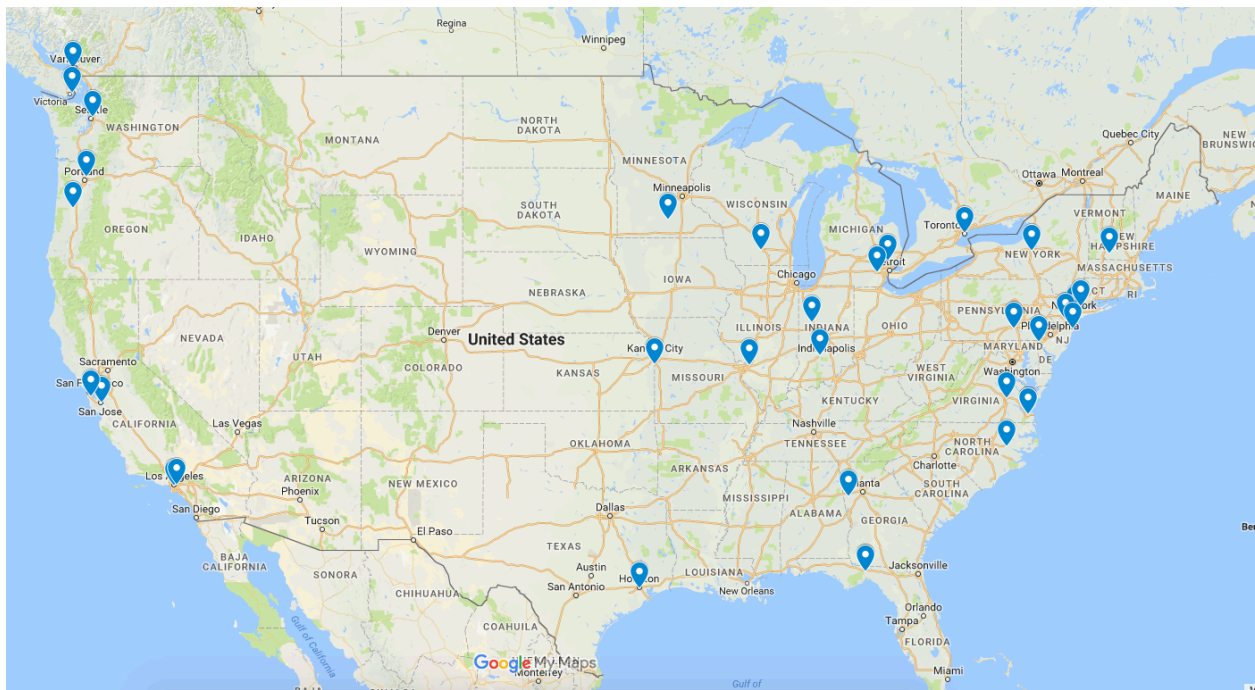 Regina
Winnipeg
Vancouver
Victoria
Seattle
WASHINGTON
NORTH
DAKOTA
MONTANA
MINNESOTA
Quebec City
NEW
BRUNSWI
Ottawa
Montreal
MAINE
Portland
Minneapolis
WISCONSIN
SOUTH
DAKOTA
MICHIGAN
Toronto
VERMONT
NEW
HAMPSHIRE
NEW YORK
OREGON
IDAHO
WYOMING
Detroit
MASSACHUSETTS
Chicago
IOWA
CT
RI
NEBRASKA
New York
PENNSYLVANIA
Philadelphia
ILLINOIS
INDIANA
OHIO
NEVADA
Denver
United States
UTAH
Kansas City
Indianapolis
MARYLAND
NJ
DE
Sacramento
COLORADO
KANSAS
MISSOURI
WEST
VIRGINIA
Washington
San Francisco
San Jose
CALIFORNIA
Las Vegas
KENTUCKY
VIRGINIA
Nashville
OKLAHOMA
TENNESSEE
NORTH
CAROLINA
Charlotte
Los Angeles
ARIZONA
NEW MEXICO
ARKANSAS
Phoenix
San Diego
MISSISSIPPI
Atlanta
SOUTH
CAROLINA
ALABAMA
GEORGIA
Dallas
Tucson
El Paso
Ber
BAJA
CALIFORNIA
SONORA
TEXAS
Austin
LOUISIANA
Jacksonville
San Antonio
Houston
New Orleans
CHIHUAHUA
Gulf of
California
COAHUILA
Orlando
Tampa
FLORIDA
Google My Maps
Monterrey
Miami
Gulf of
BAJA